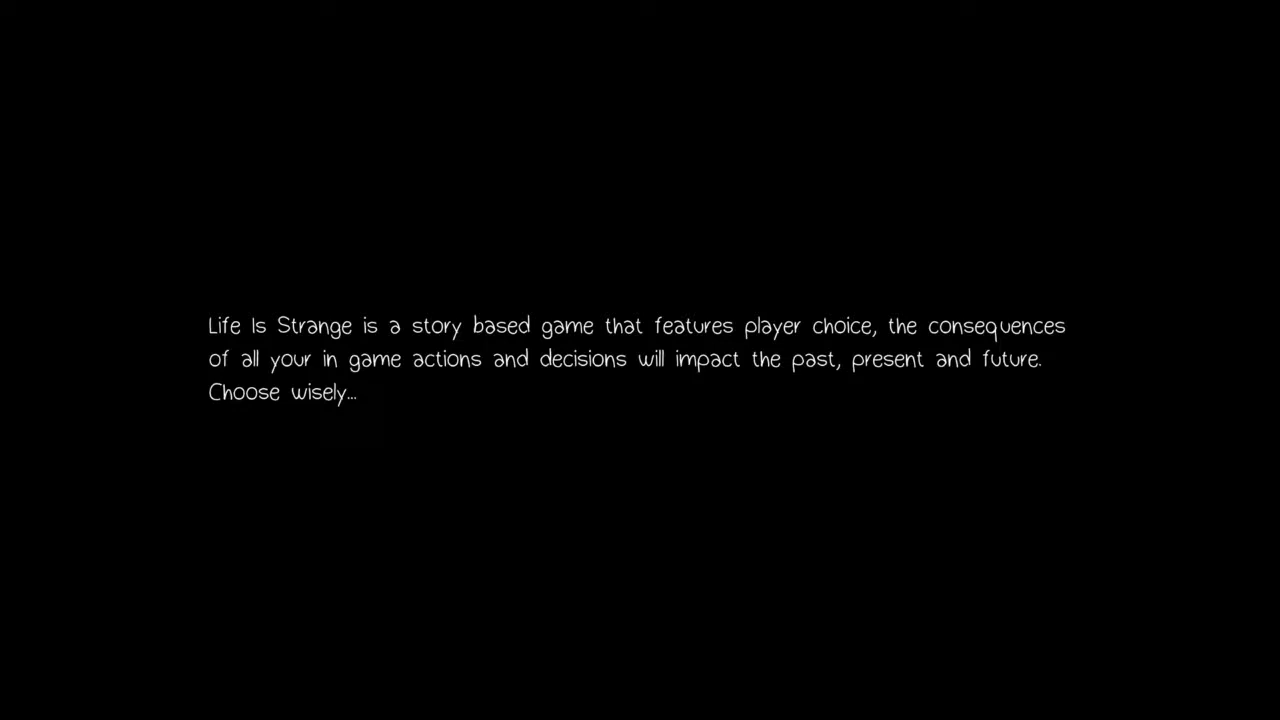 Life Is Strange is a story based game that features player choice, the consequences
of all your in game actions and decisions will impact the past, present and future.
Choose wisely...